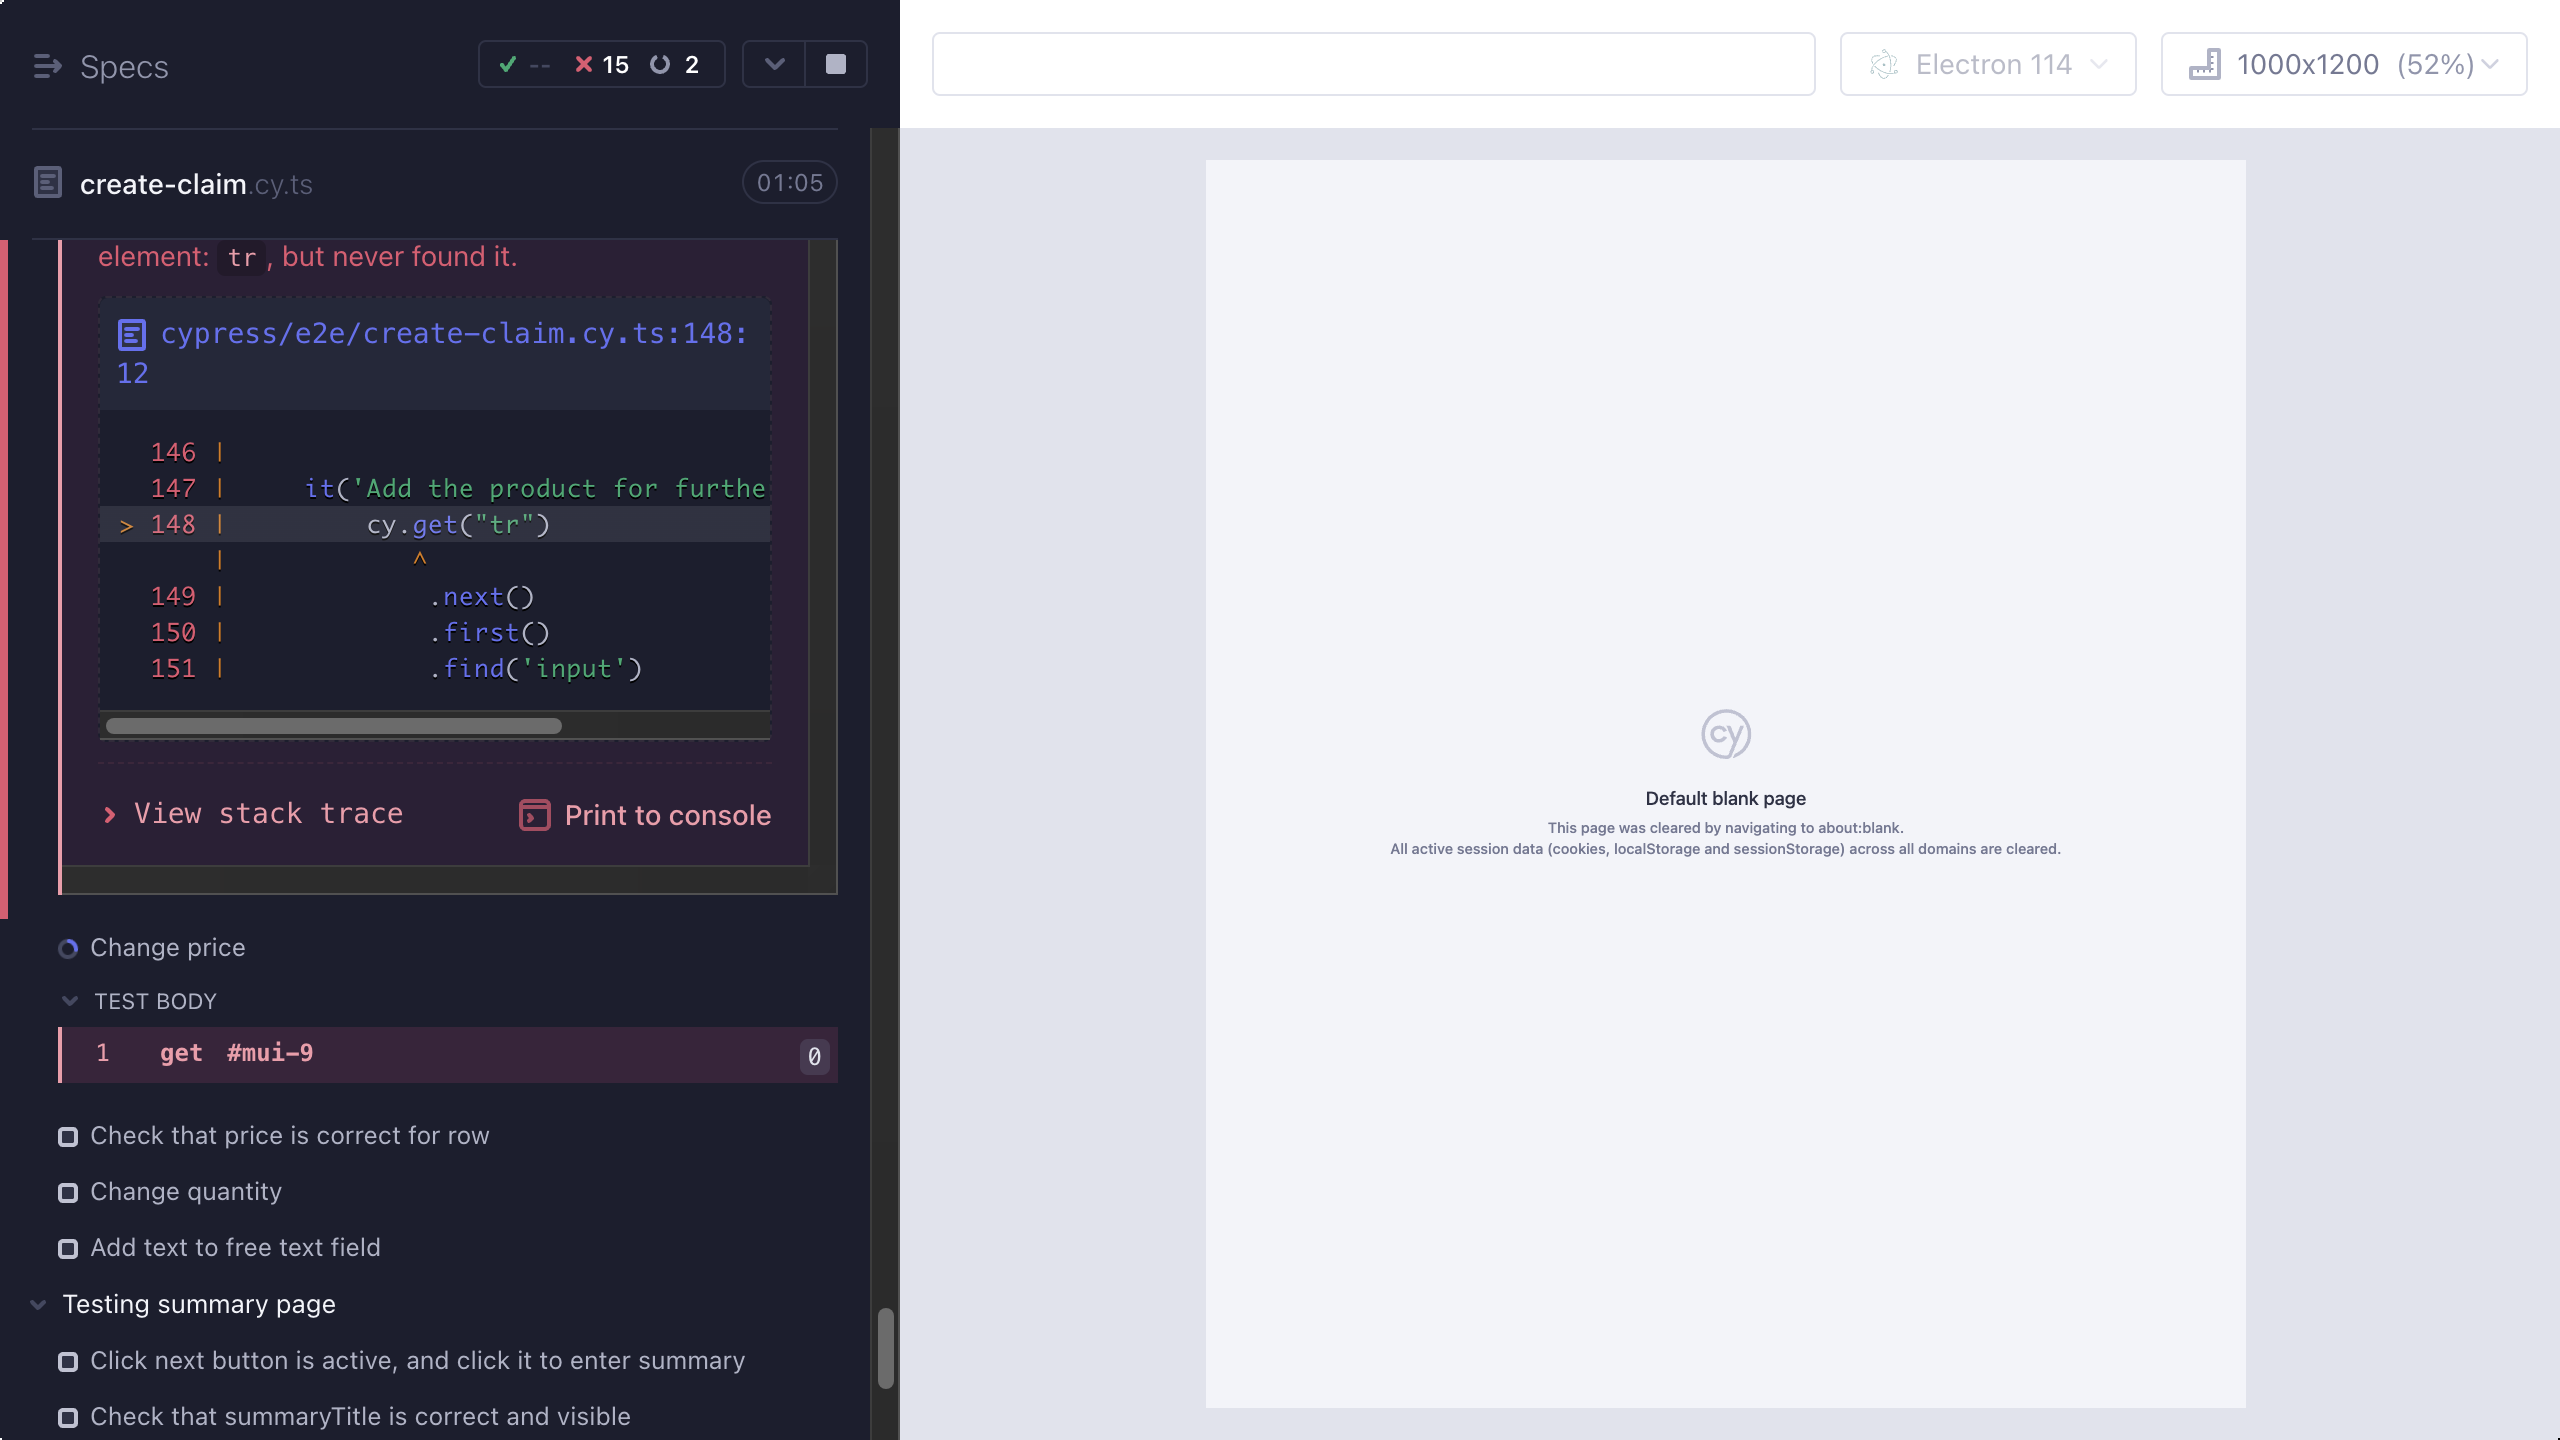 Specs
-- 15 2
create-claim.cy.ts
01:05
element: tr, but never found it.
cypress/e2e/create-claim.cy.ts:148:
12
146 |
147 | it('Add the product for furthe
> 148 | cy.get("tr")
| ^
149 | .next()
150 | .first()
151 | .find('input')
View stack trace
Print to console
Change price
TEST BODY
1 get #mui-9 0
Check that price is correct for row
Change quantity
Add text to free text field
Testing summary page
Click next button is active, and click it to enter summary
Check that summaryTitle is correct and visible
Electron 114
1000x1200 (52%)
cy
Default blank page
This page was cleared by navigating to about:blank.
All active session data (cookies, localStorage and sessionStorage) across all domains are cleared.